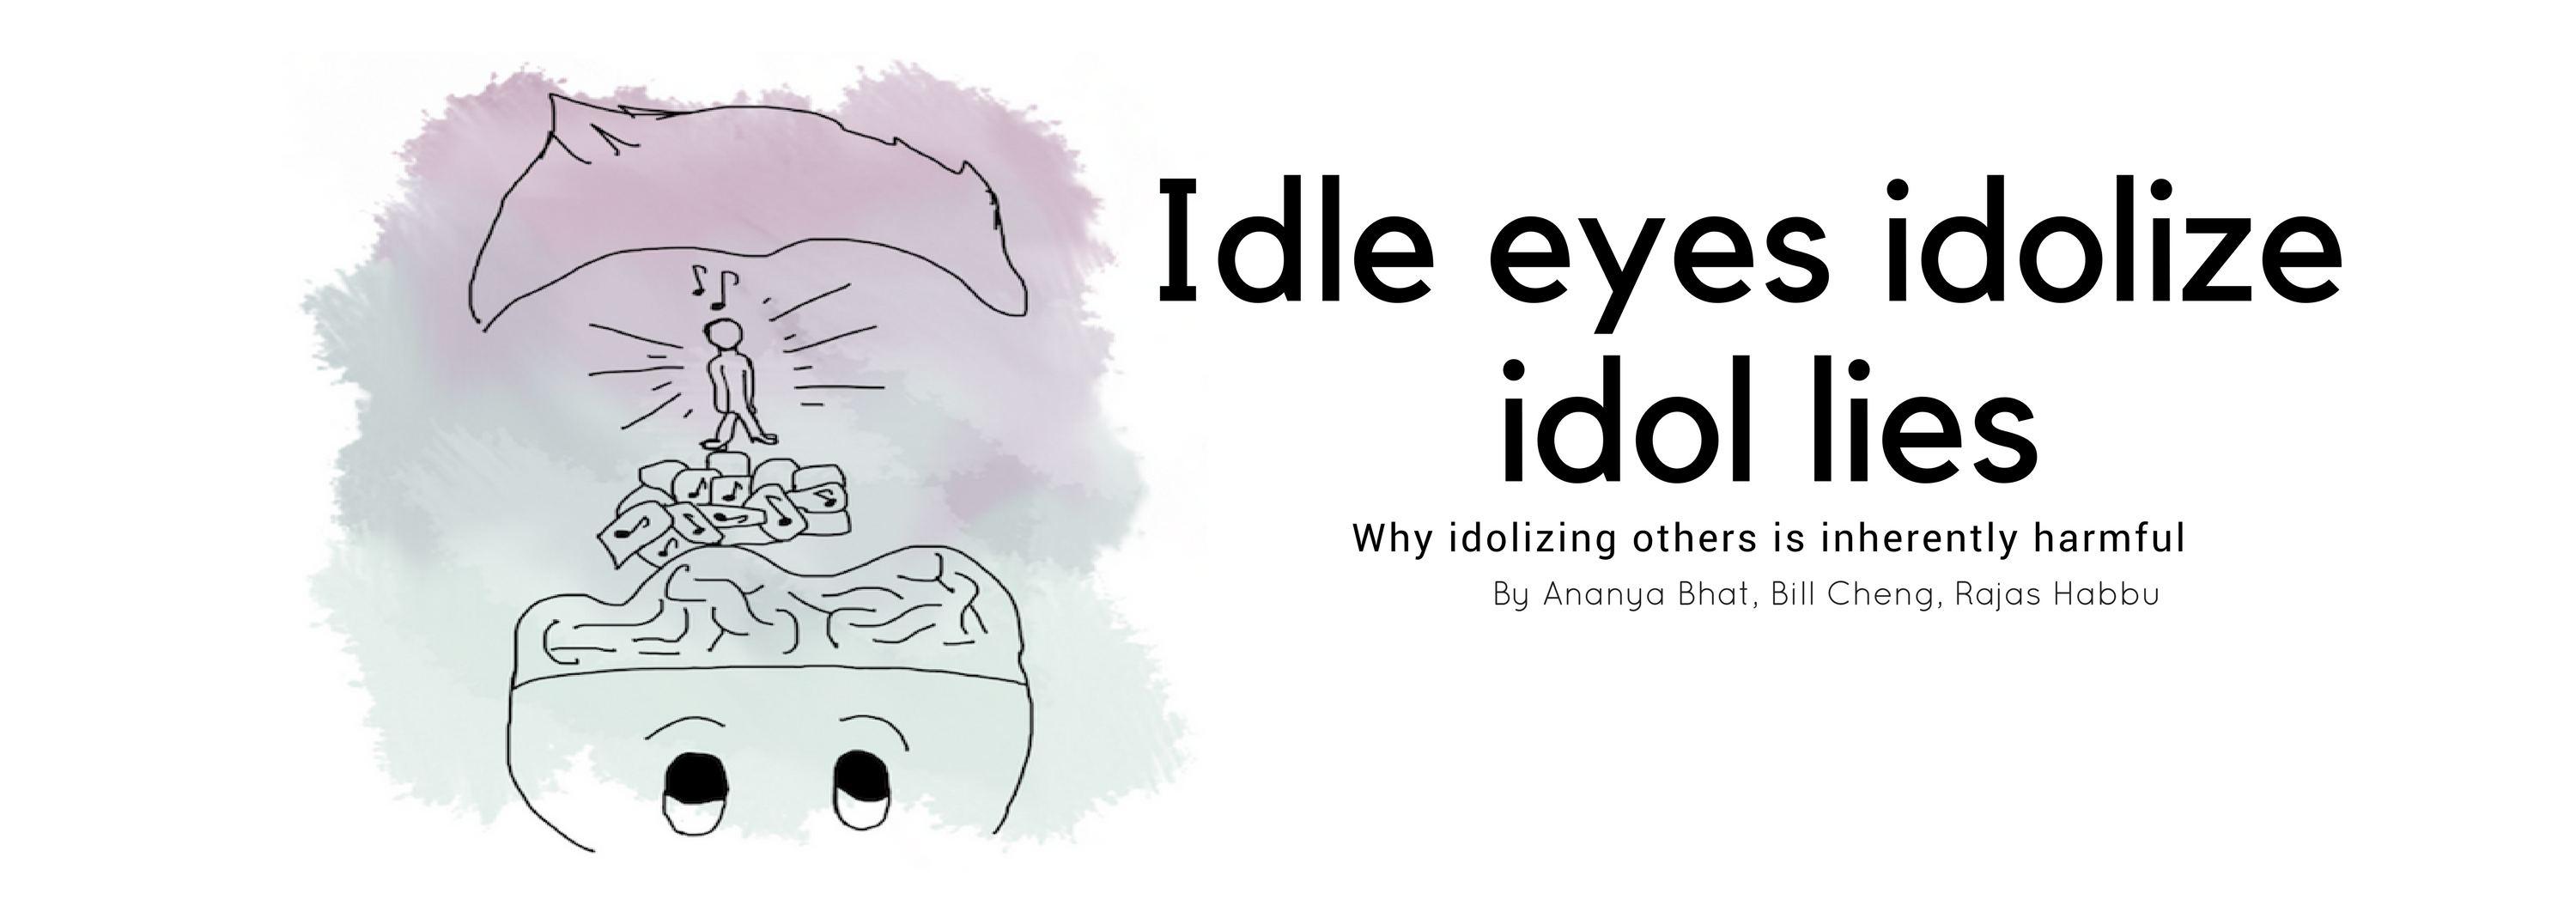 Idle eyes idolize
idol lies
Why idolizing others is inherently harmful
By Ananya Bhat, Bill Cheng, Rajas Habbu